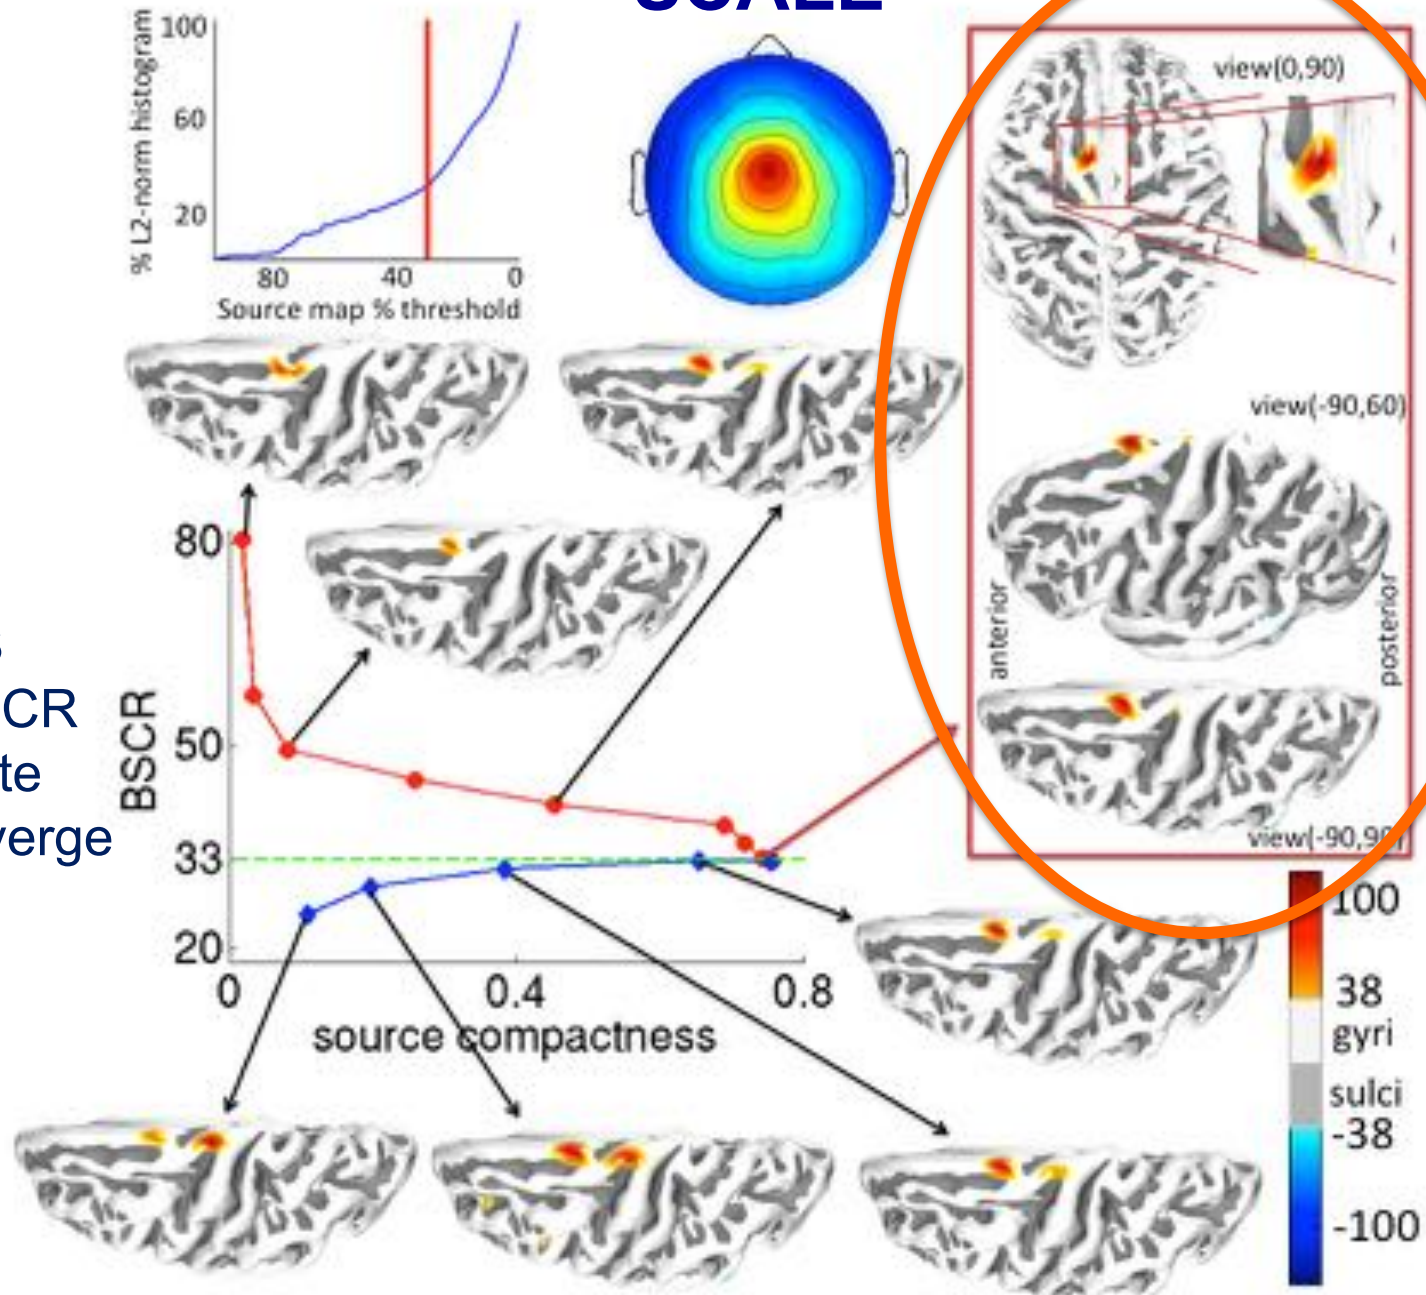 SCALE
% L2-norm histogram
100
60
20
80 40 0
Source map % threshold
view(0,90)
view(-90,60)
anterior
posterior
view(-90,90)
CR
te
verge
BSCR
80
50
33
20
0 0.4 0.8
source compactness
100
38
gyri
sulci
-38
-100